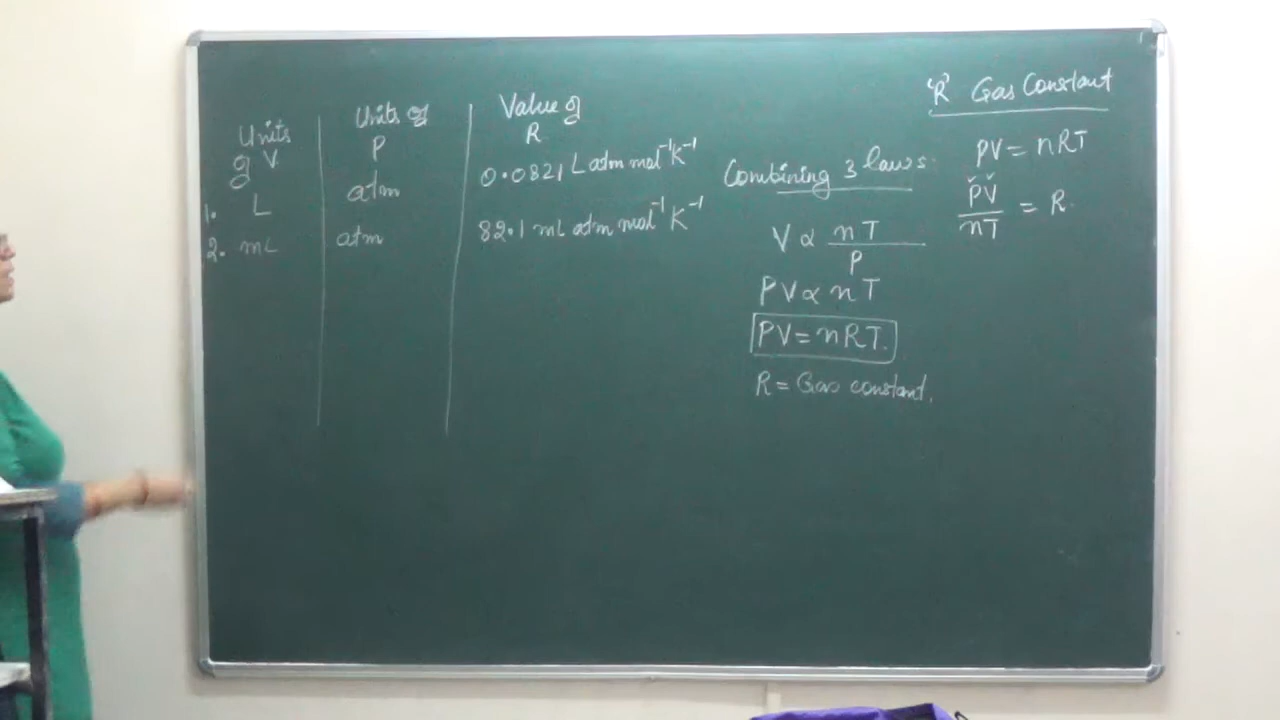 Units of V | Units of P | Value of R
1. L | atm | 0.0821 L atm mol⁻¹ K⁻¹
2. mL | atm | 82.1 mL atm mol⁻¹ K⁻¹
Combining 3 laws
V ∝ nT / P
PV ∝ nT
PV = nRT.
R = Gas constant.
'R' Gas Constant
PV = nRT
PV / nT = R